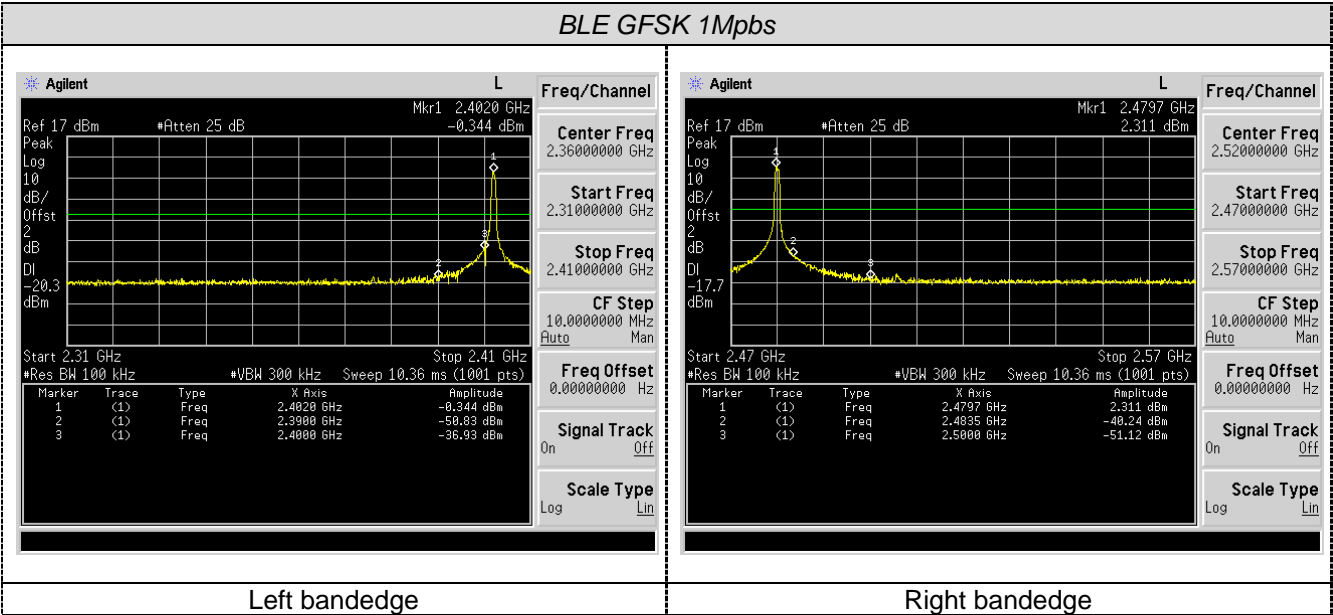 BLE GFSK 1Mpbs
Agilent
L
Mkr1 2.4020 GHz
Ref 17 dBm #Atten 25 dB -0.344 dBm
Peak
Log
10
dB/
Offst
2
dB
DI
-20.3
dBm
1
2
3
Start 2.31 GHz Stop 2.41 GHz
#Res BW 100 kHz #VBW 300 kHz Sweep 10.36 ms (1001 pts)
Marker Trace Type X Axis Amplitude
1 (1) Freq 2.4020 GHz -0.344 dBm
2 (1) Freq 2.3900 GHz -50.83 dBm
3 (1) Freq 2.4000 GHz -36.93 dBm
Freq/Channel
Center Freq
2.36000000 GHz
Start Freq
2.31000000 GHz
Stop Freq
2.41000000 GHz
CF Step
10.0000000 MHz
Auto Man
Freq Offset
0.00000000 Hz
Signal Track
On Off
Scale Type
Log Lin
Agilent
L
Mkr1 2.4797 GHz
Ref 17 dBm #Atten 25 dB 2.311 dBm
Peak
Log
10
dB/
Offst
2
dB
DI
-17.7
dBm
1
2
3
Start 2.47 GHz Stop 2.57 GHz
#Res BW 100 kHz #VBW 300 kHz Sweep 10.36 ms (1001 pts)
Marker Trace Type X Axis Amplitude
1 (1) Freq 2.4797 GHz 2.311 dBm
2 (1) Freq 2.4835 GHz -40.24 dBm
3 (1) Freq 2.5000 GHz -51.12 dBm
Freq/Channel
Center Freq
2.52000000 GHz
Start Freq
2.47000000 GHz
Stop Freq
2.57000000 GHz
CF Step
10.0000000 MHz
Auto Man
Freq Offset
0.00000000 Hz
Signal Track
On Off
Scale Type
Log Lin
Left bandedge
Right bandedge